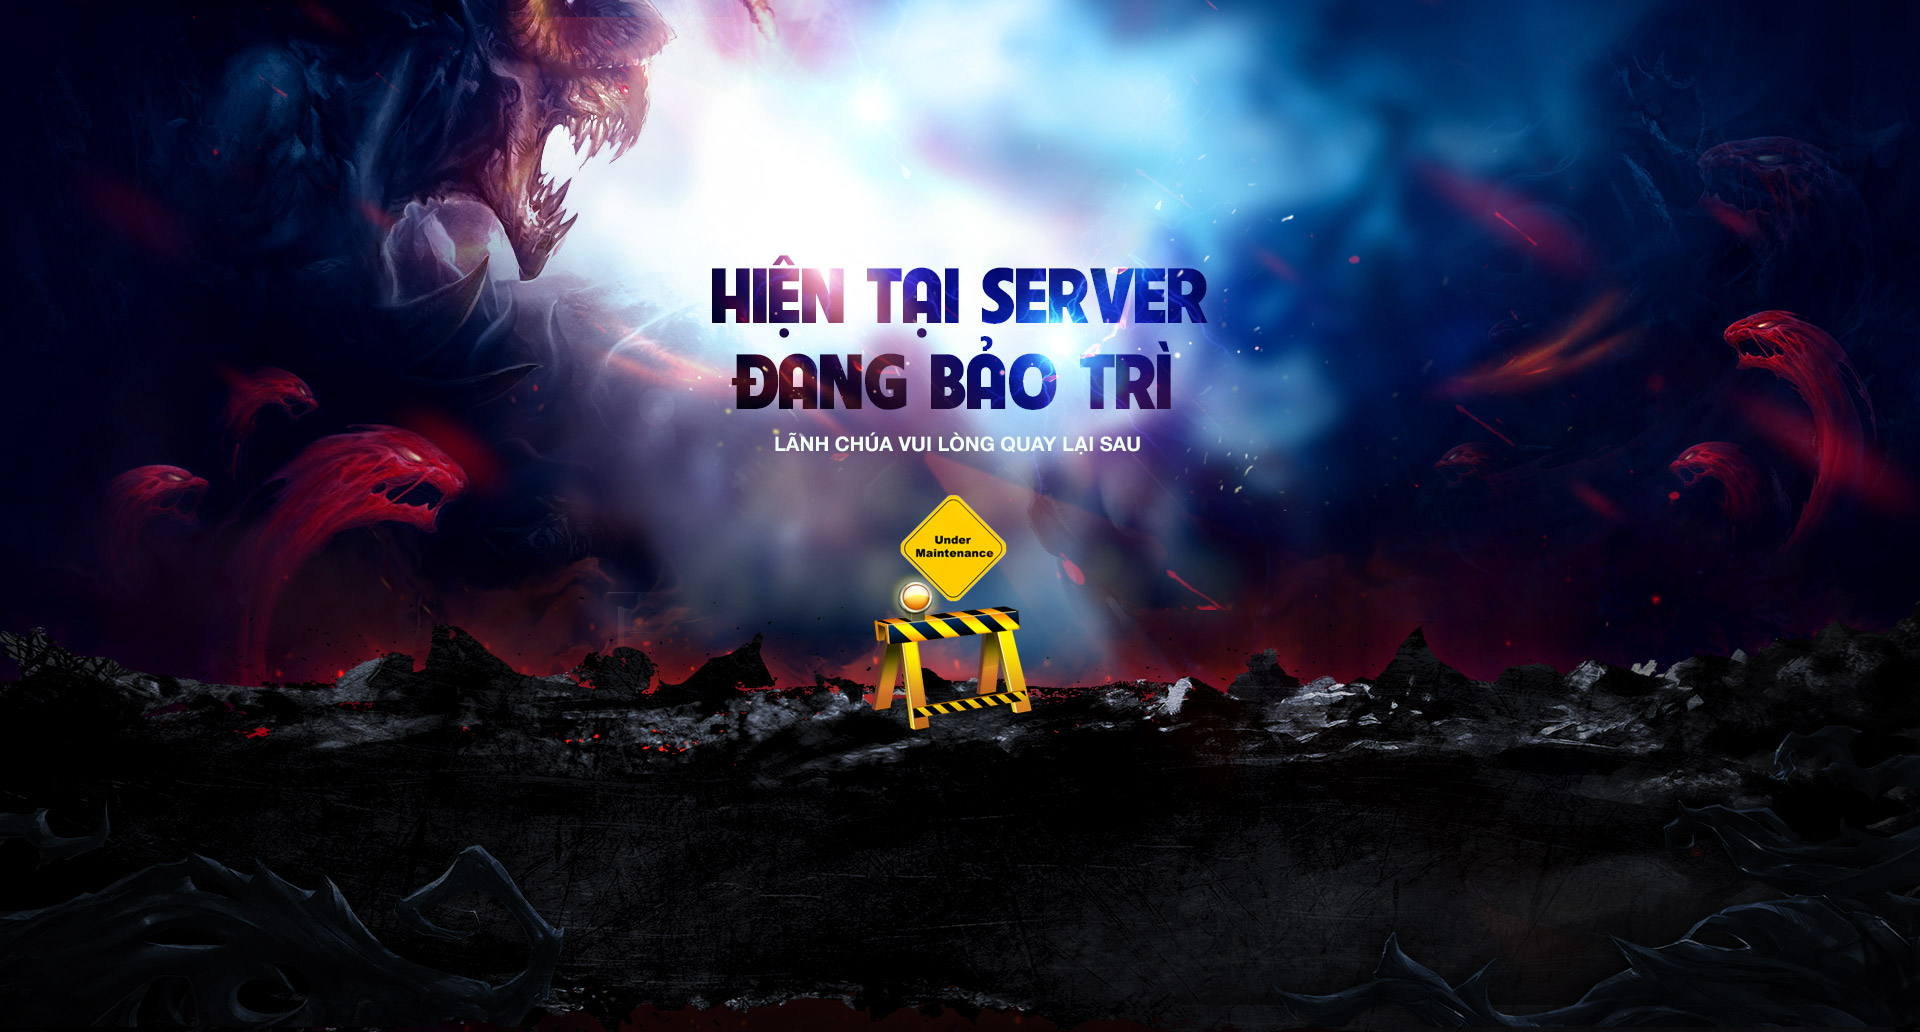 HIỆN TẠI SERVER
ĐANG BẢO TRÌ
LÃNH CHÚA VUI LÒNG QUAY LẠI SAU
Under
Maintenance